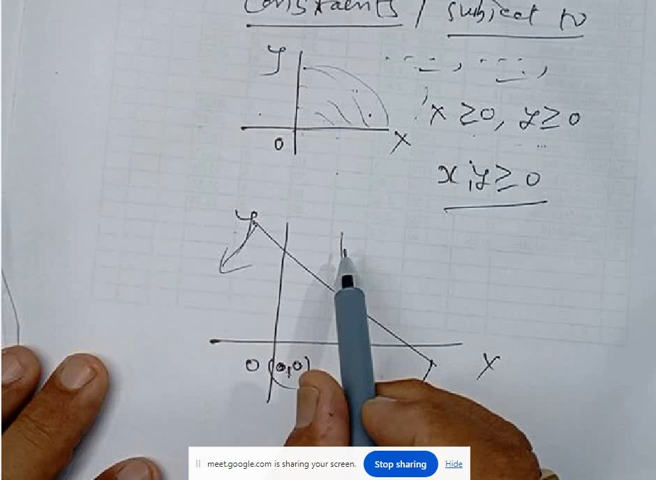 Constraints / subject to
y
x ≥0, y ≥0
0 X
x, y ≥ 0
y
0 (0,0) X
meet.google.com is sharing your screen. Stop sharing Hide